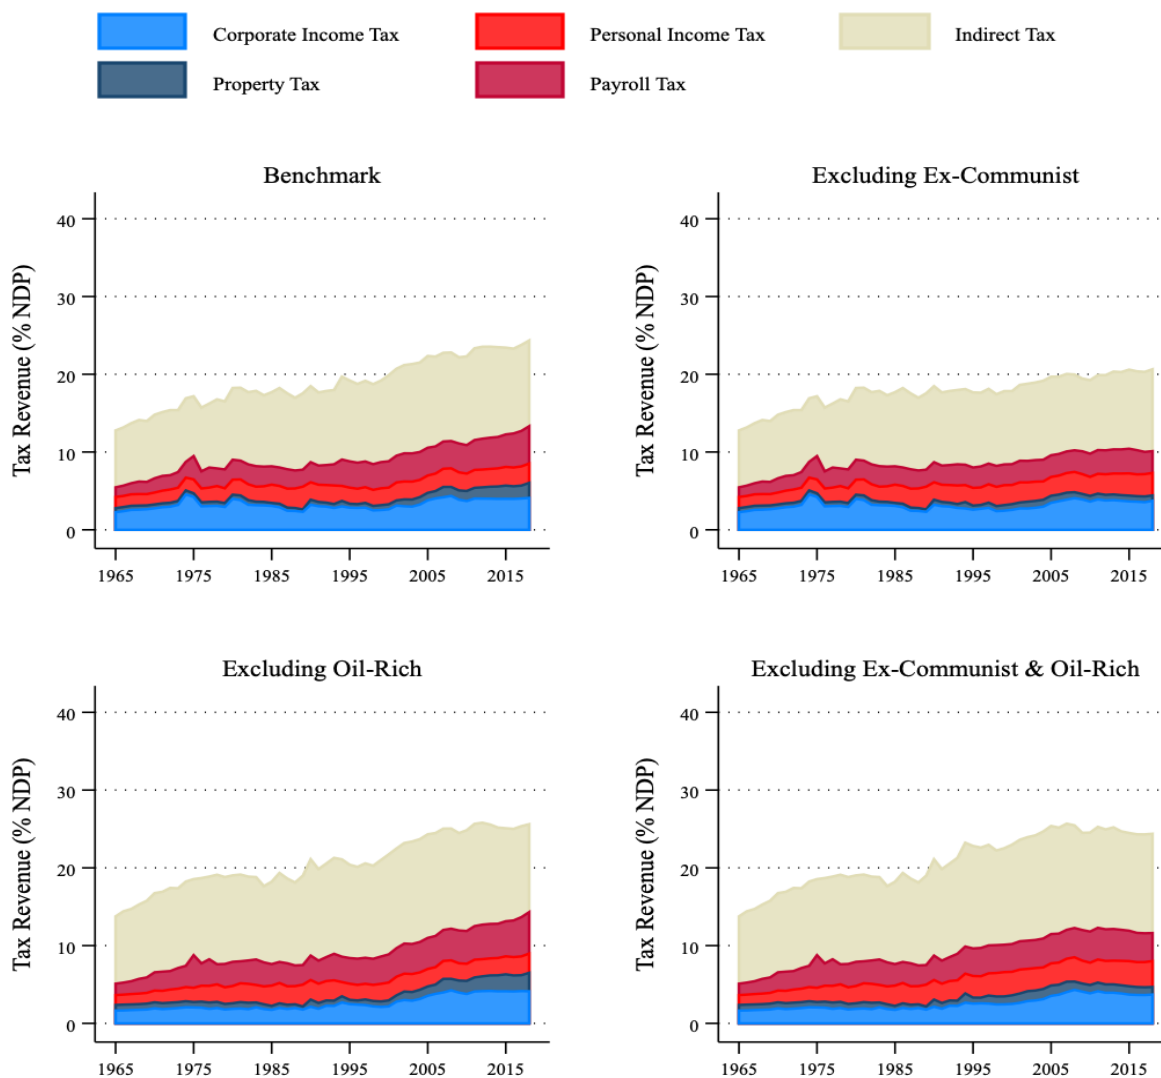 Corporate Income Tax
Personal Income Tax
Indirect Tax
Property Tax
Payroll Tax
Benchmark
Tax Revenue (% NDP)
40
30
20
10
0
1965 1975 1985 1995 2005 2015
Excluding Ex-Communist
Tax Revenue (% NDP)
40
30
20
10
0
1965 1975 1985 1995 2005 2015
Excluding Oil-Rich
Tax Revenue (% NDP)
40
30
20
10
0
1965 1975 1985 1995 2005 2015
Excluding Ex-Communist & Oil-Rich
Tax Revenue (% NDP)
40
30
20
10
0
1965 1975 1985 1995 2005 2015